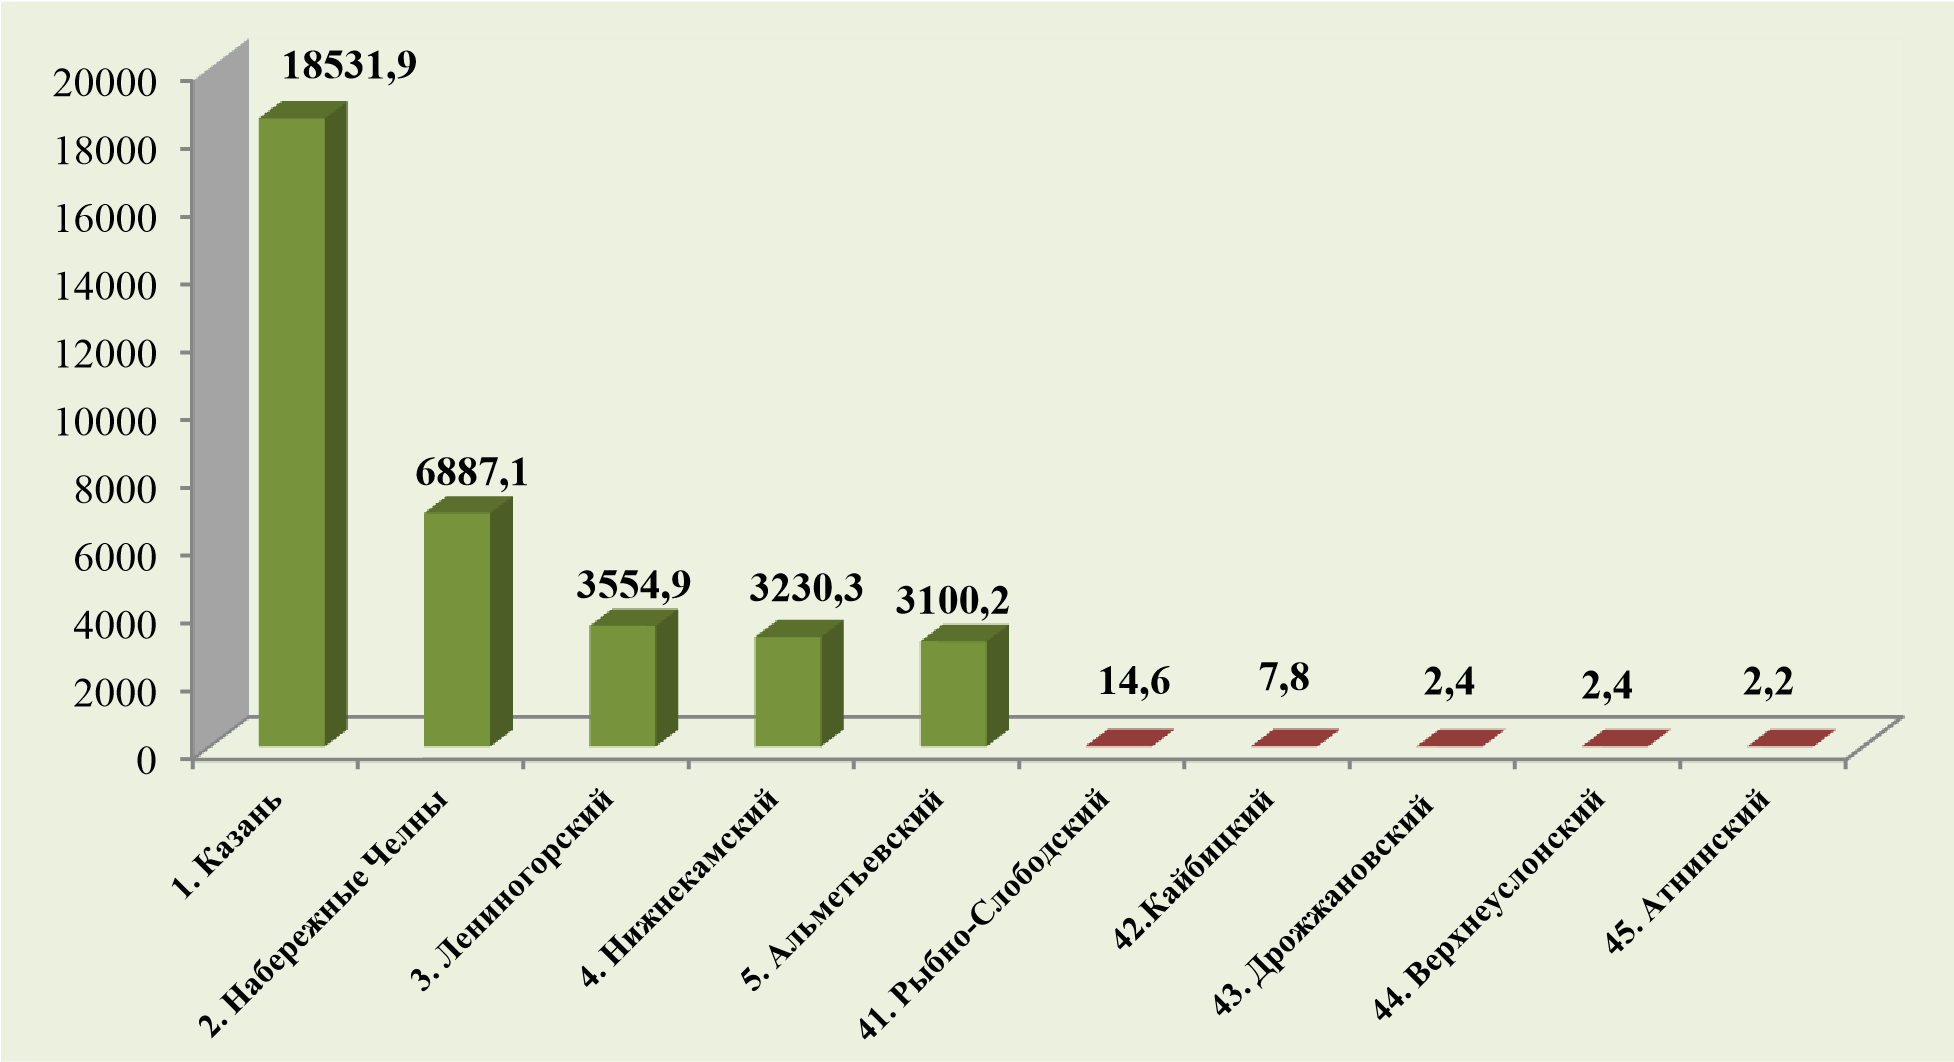 20000
18000
16000
14000
12000
10000
8000
6000
4000
2000
0
18531,9
6887,1
3554,9
3230,3
3100,2
14,6
7,8
2,4
2,4
2,2
1. Казань
2. Набережные Челны
3. Лениногорский
4. Нижнекамский
5. Альметьевский
41. Рыбно-Слободский
42.Кайбицкий
43. Дрожжановский
44. Верхнеуслонский
45. Атнинский